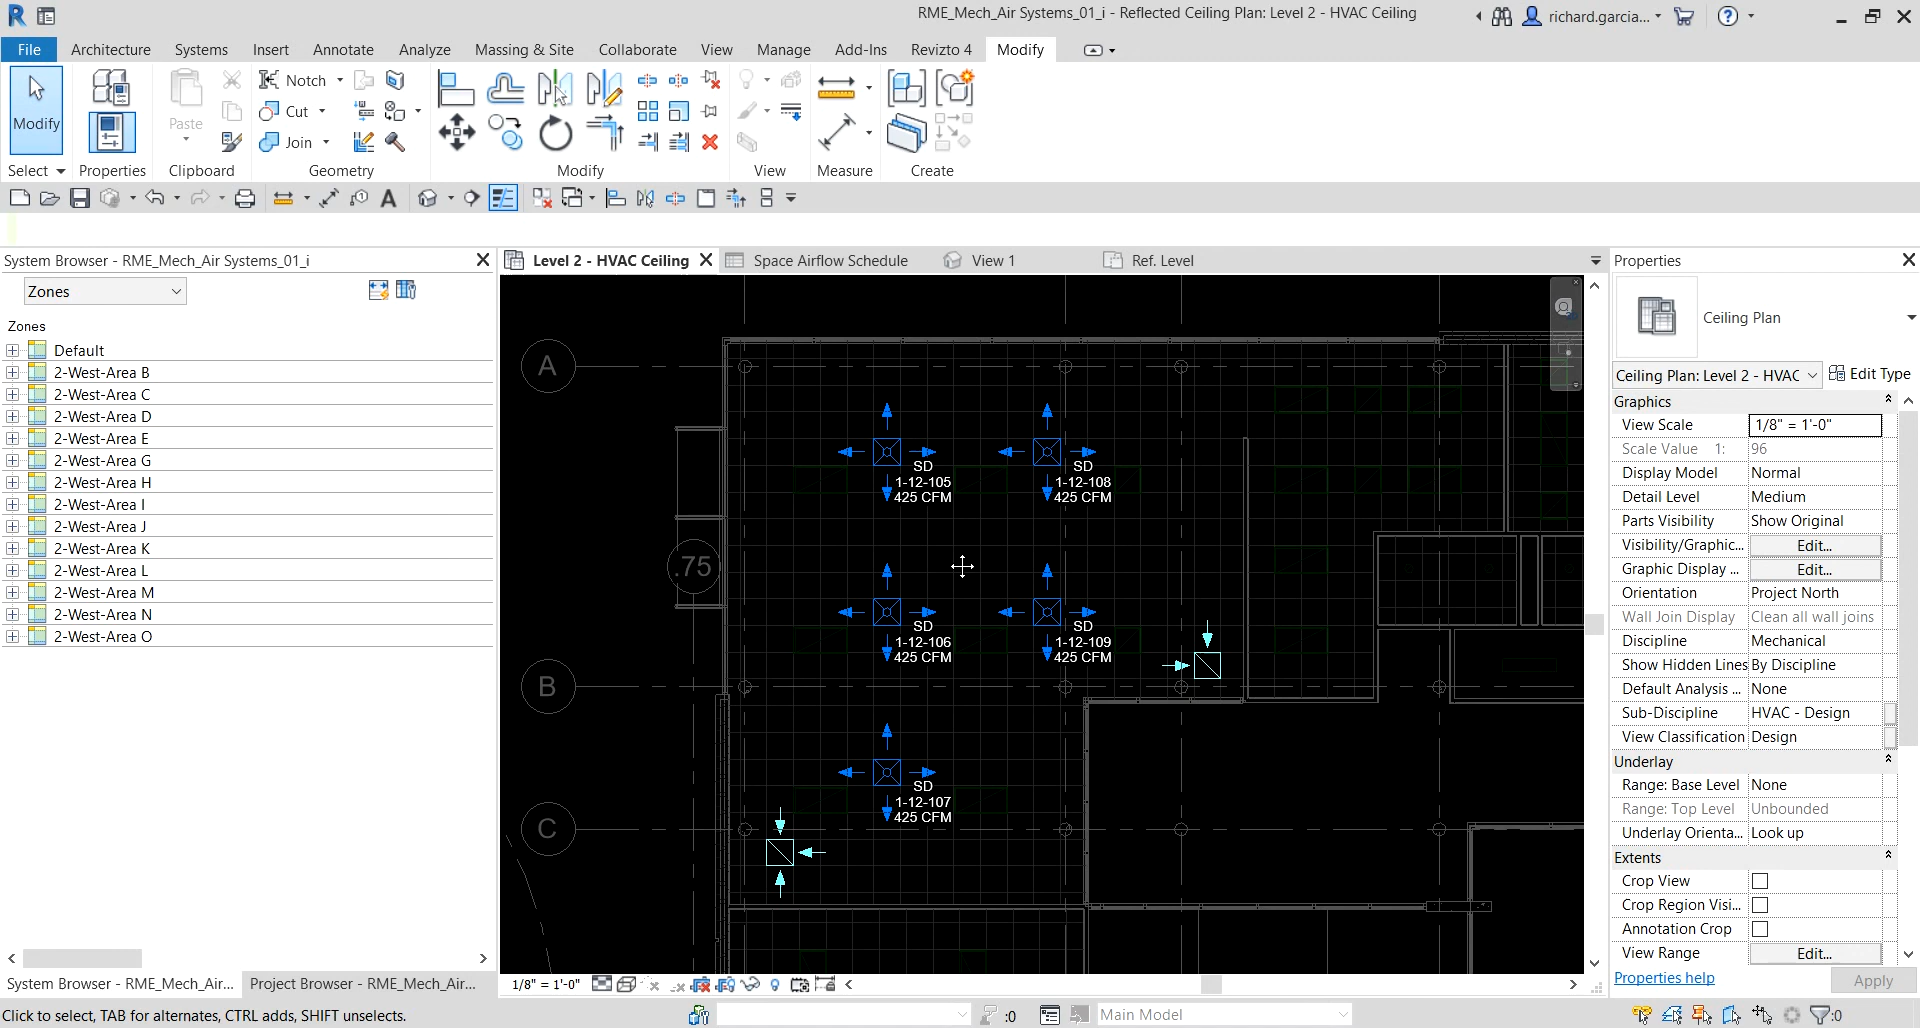 RME_Mech_Air Systems_01_i - Reflected Ceiling Plan: Level 2 - HVAC Ceiling
richard.garcia...
File Architecture Systems Insert Annotate Analyze Massing & Site Collaborate View Manage Add-Ins Revizto 4 Modify
Modify
Paste
Notch
Cut
Join
Select Properties Clipboard Geometry Modify View Measure Create
System Browser - RME_Mech_Air Systems_01_i
Zones
Zones
Default
2-West-Area B
2-West-Area C
2-West-Area D
2-West-Area E
2-West-Area G
2-West-Area H
2-West-Area I
2-West-Area J
2-West-Area K
2-West-Area L
2-West-Area M
2-West-Area N
2-West-Area O
System Browser - RME_Mech_Air... Project Browser - RME_Mech_Air...
Level 2 - HVAC Ceiling Space Airflow Schedule View 1 Ref. Level
A
.75
B
C
SD
1-12-105
425 CFM
SD
1-12-108
425 CFM
SD
1-12-106
425 CFM
SD
1-12-109
425 CFM
SD
1-12-107
425 CFM
1/8" = 1'-0"
Properties
Ceiling Plan
Ceiling Plan: Level 2 - HVAC Edit Type
Graphics
View Scale 1/8" = 1'-0"
Scale Value 1: 96
Display Model Normal
Detail Level Medium
Parts Visibility Show Original
Visibility/Graphic... Edit...
Graphic Display ... Edit...
Orientation Project North
Wall Join Display Clean all wall joins
Discipline Mechanical
Show Hidden Lines By Discipline
Default Analysis ... None
Sub-Discipline HVAC - Design
View Classification Design
Underlay
Range: Base Level None
Range: Top Level Unbounded
Underlay Orienta... Look up
Extents
Crop View
Crop Region Visi...
Annotation Crop
View Range Edit...
Properties help Apply
Click to select, TAB for alternates, CTRL adds, SHIFT unselects.
:0
Main Model
:0